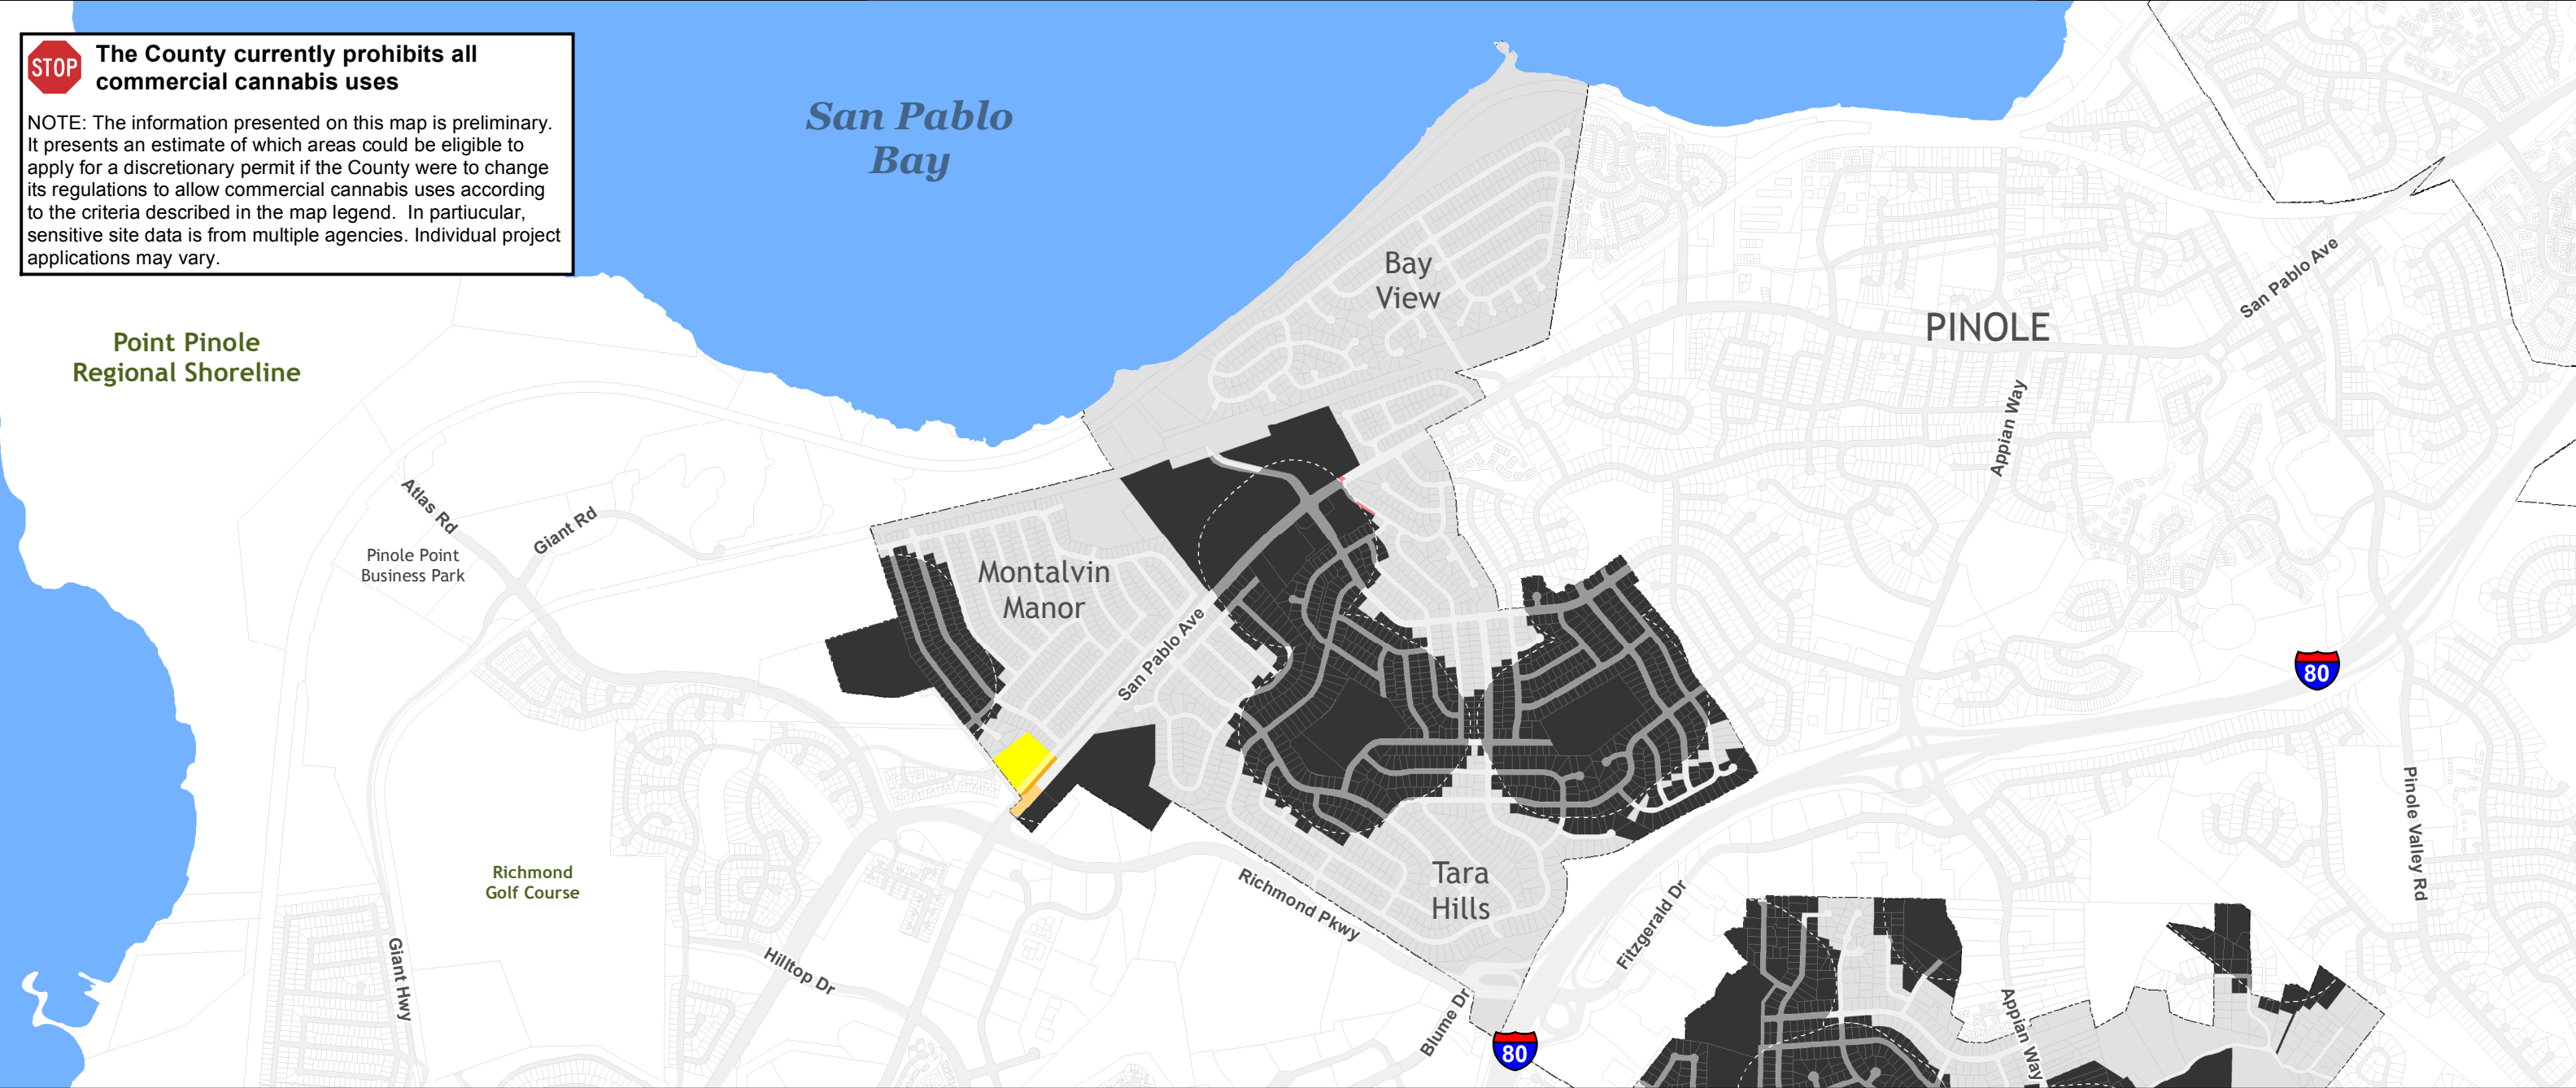 STOP
The County currently prohibits all
commercial cannabis uses
NOTE: The information presented on this map is preliminary.
It presents an estimate of which areas could be eligible to
apply for a discretionary permit if the County were to change
its regulations to allow commercial cannabis uses according
to the criteria described in the map legend. In partiucular,
sensitive site data is from multiple agencies. Individual project
applications may vary.
San Pablo
Bay
Bay
View
PINOLE
San Pablo Ave
Point Pinole
Regional Shoreline
Appian Way
Atlas Rd
Giant Rd
Pinole Point
Business Park
Montalvin
Manor
San Pablo Ave
80
Pinole Valley Rd
Richmond
Golf Course
Tara
Hills
Richmond Pkwy
Fitzgerald Dr
Giant Hwy
Hilltop Dr
Blume Dr
80
Appian Way